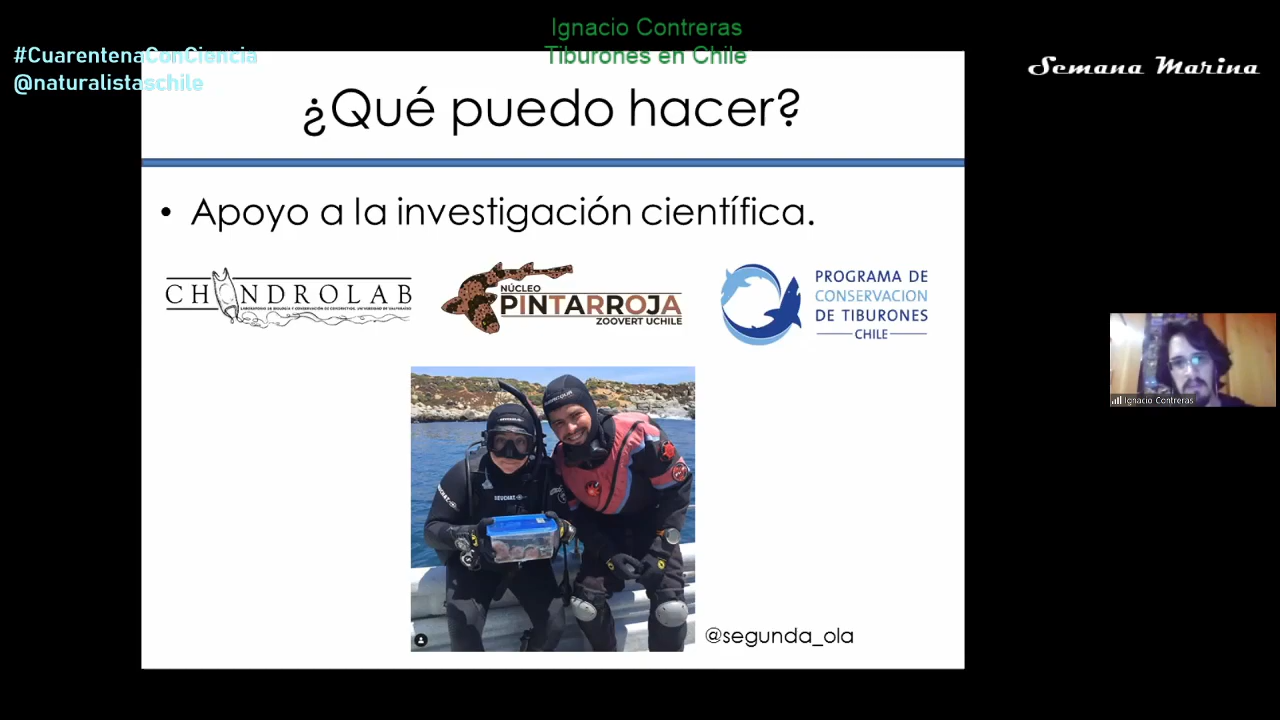 Ignacio Contreras
Tiburones en Chile
#CuarentenaConCiencia
@naturalistaschile
Semana Marina
¿Qué puedo hacer?
• Apoyo a la investigación científica.
CHONDROLAB
NÚCLEO
PINTARROJA
ZOOVERT UCHILE
PROGRAMA DE
CONSERVACION
DE TIBURONES
CHILE
Ignacio Contreras
@segunda_ola